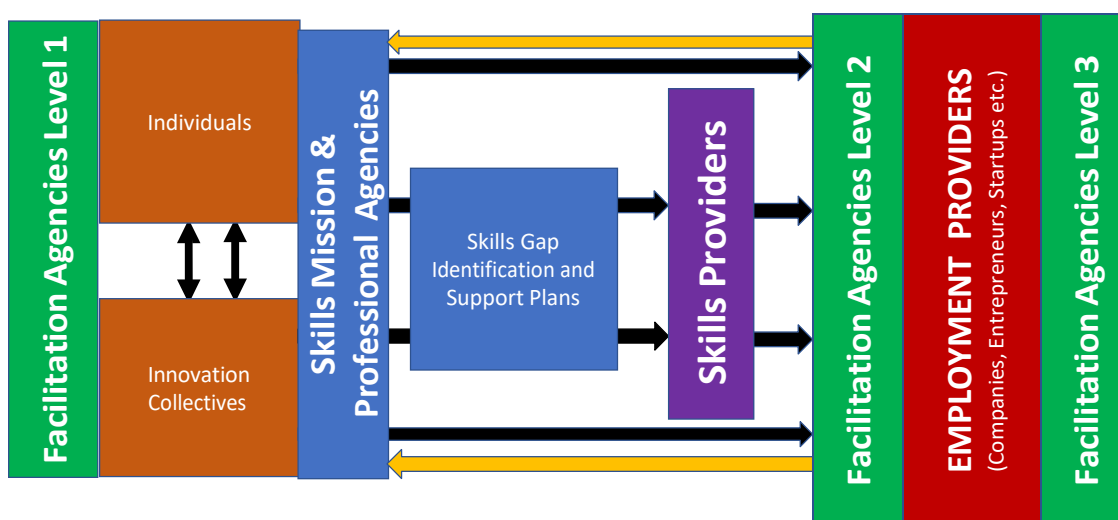 Facilitation Agencies Level 1
Individuals
Innovation
Collectives
Skills Mission &
Professional Agencies
Skills Gap
Identification and
Support Plans
Skills Providers
Facilitation Agencies Level 2
EMPLOYMENT PROVIDERS
(Companies, Entrepreneurs, Startups etc.)
Facilitation Agencies Level 3